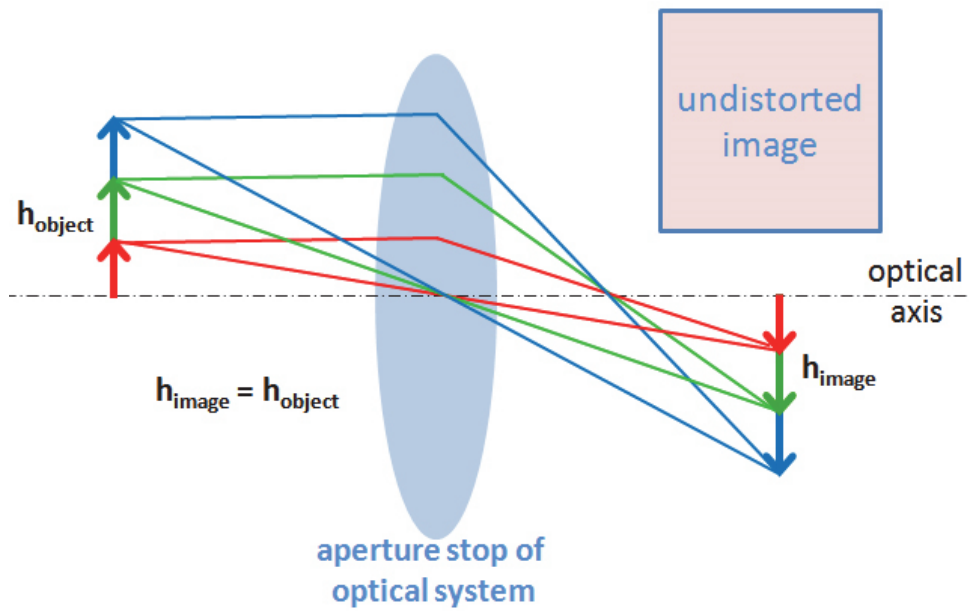 undistorted
image
h_object
optical
axis
h_image
h_image = h_object
aperture stop of
optical system